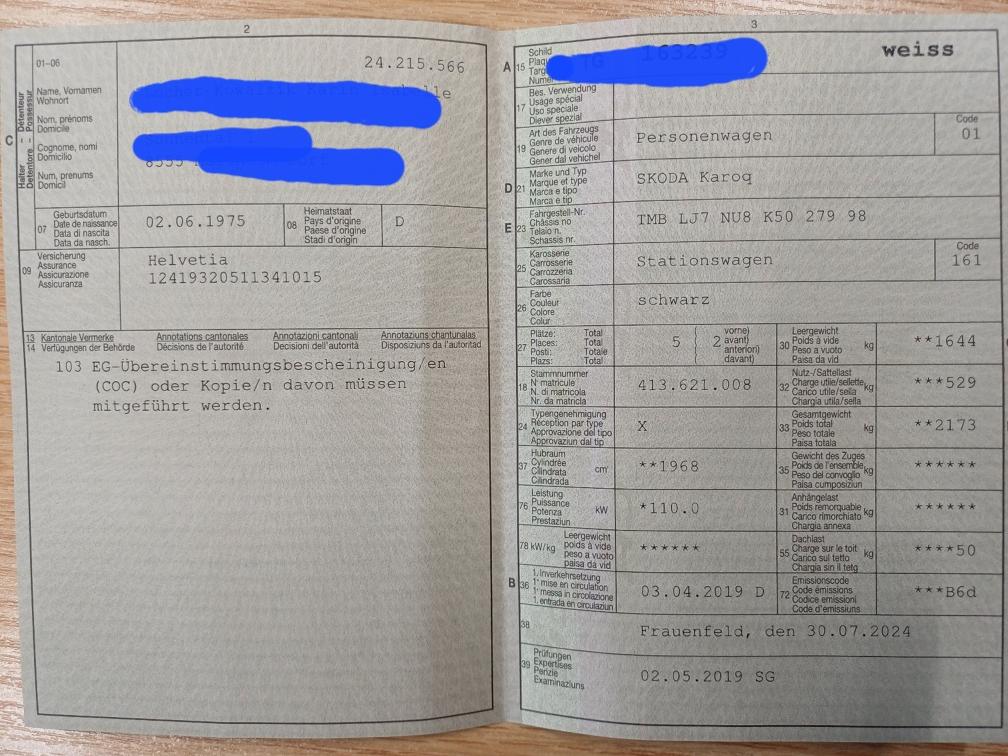 2
01-06
24.215.566
C
Détenteur
Possessur
Halter
Detentore
Name, Vornamen
Wohnort
Nom, prénoms
Domicile
Cognome, nomi
Domicilio
Num, prenums
Domicil
07
Geburtsdatum
Date de naissance
Data di nascita
Data da nasch.
02.06.1975
08
Heimatstaat
Pays d'origine
Paese d'origine
Stadi d'origin
D
09
Versicherung
Assurance
Assicurazione
Assicuranza
Helvetia
12419320511341015
13 Kantonale Vermerke Annotations cantonales Annotazioni cantonali Annotaziuns chantunalas
14 Verfügungen der Behörde Décisions de l'autorité Decisioni dell'autorità Disposiziuns da l'autoritad
103 EG-Übereinstimmungsbescheinigung/en
(COC) oder Kopie/n davon müssen
mitgeführt werden.
3
A 15
Schild
weiss
17
Bes. Verwendung
Usage spécial
Uso speciale
Diever spezial
19
Art des Fahrzeugs
Genre de véhicule
Genere di veicolo
Gener dal vehichel
Personenwagen
Code
01
D 21
Marke und Typ
Marque et type
Marca e tipo
Marca e tip
SKODA Karoq
E 23
Fahrgestell-Nr.
Châssis no
Telaio n.
Schassis nr.
TMB LJ7 NU8 K50 279 98
25
Karosserie
Carrosserie
Carrozzeria
Carossaria
Stationswagen
Code
161
26
Farbe
Couleur
Colore
Colur
schwarz
27
Plätze: Total
Places: Total
Posti: Totale
Plazs: Total
5 2
vorne)
avant)
anteriori)
davant)
30
Leergewicht
Poids à vide
Peso a vuoto
Paisa da vid
kg
**1644
18
Stammnummer
N° matricule
N. di matricola
Nr. da matricla
413.621.008
32
Nutz-/Sattellast
Charge utile/sellette
Carico utile/sella
Chargia utila/sella
kg
***529
24
Typengenehmigung
Réception par type
Approvazione del tipo
Approvaziun dal tip
X
33
Gesamtgewicht
Poids total
Peso totale
Paisa totala
kg
**2173
37
Hubraum
Cylindrée
Cilindrata
Cilindrada
cm³
**1968
35
Gewicht des Zuges
Poids de l'ensemble
Peso del convoglio
Paisa cumposiziun
kg
******
76
Leistung
Puissance
Potenza
Prestaziun
kW
*110.0
31
Anhängelast
Poids remorquable
Carico rimorchiato
Chargia annexa
kg
******
78 kW/kg
Leergewicht
poids à vide
peso a vuoto
paisa da vid
******
55
Dachlast
Charge sur le toit
Carico sul tetto
Chargia sin il tetg
kg
****50
B 36
1. Inverkehrsetzung
1re mise en circulation
1a messa in circolazione
1. entrada en circulaziun
03.04.2019 D
72
Emissionscode
Code émissions
Codice emissioni
Code d'emissiuns
***B6d
38
Frauenfeld, den 30.07.2024
39
Prüfungen
Expertises
Perizie
Examinaziuns
02.05.2019 SG